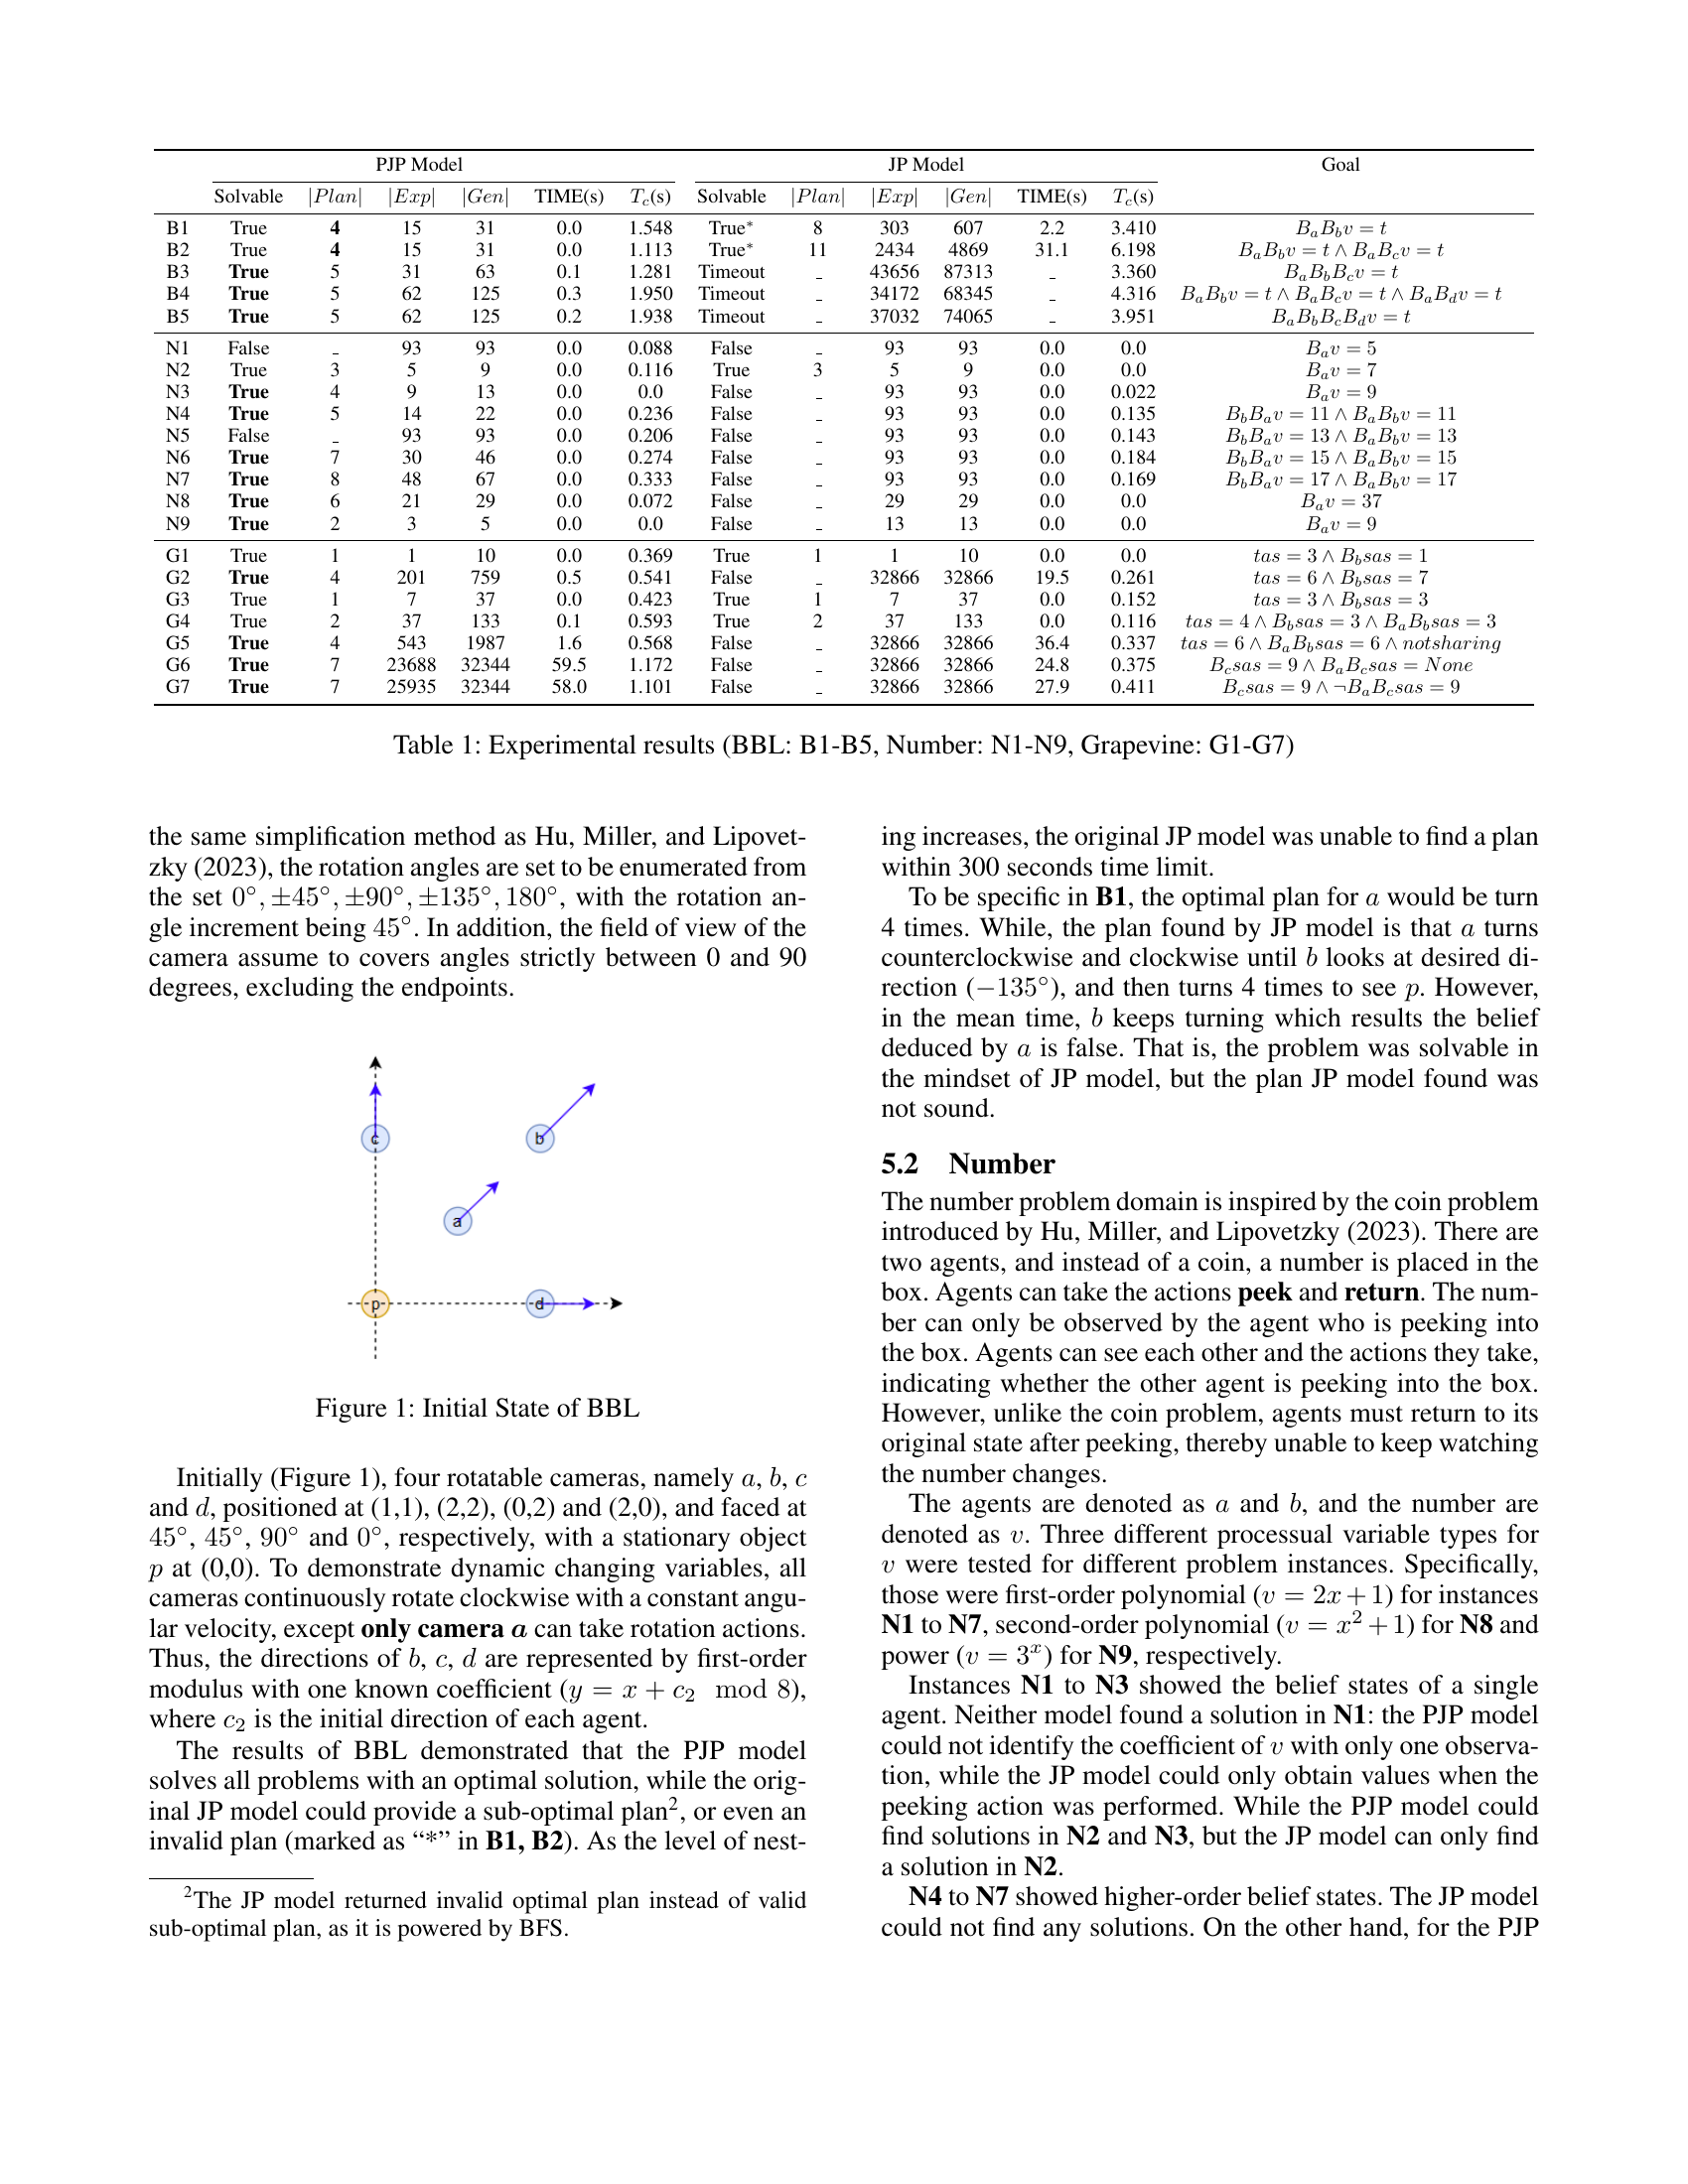 PJP Model JP Model Goal
Solvable |Plan| |Exp| |Gen| TIME(s) T_c(s) Solvable |Plan| |Exp| |Gen| TIME(s) T_c(s)
B1 True 4 15 31 0.0 1.548 True* 8 303 607 2.2 3.410 B_aB_bv = t
B2 True 4 15 31 0.0 1.113 True* 11 2434 4869 31.1 6.198 B_aB_bv = t ∧ B_aB_cv = t
B3 True 5 31 63 0.1 1.281 Timeout - 43656 87313 - 3.360 B_aB_bB_cv = t
B4 True 5 62 125 0.3 1.950 Timeout - 34172 68345 - 4.316 B_aB_bv = t ∧ B_aB_cv = t ∧ B_aB_dv = t
B5 True 5 62 125 0.2 1.938 Timeout - 37032 74065 - 3.951 B_aB_bB_cB_dv = t
N1 False - 93 93 0.0 0.088 False - 93 93 0.0 0.0 B_av = 5
N2 True 3 5 9 0.0 0.116 True 3 5 9 0.0 0.0 B_av = 7
N3 True 4 9 13 0.0 0.0 False - 93 93 0.0 0.022 B_av = 9
N4 True 5 14 22 0.0 0.236 False - 93 93 0.0 0.135 B_bB_av = 11 ∧ B_aB_bv = 11
N5 False - 93 93 0.0 0.206 False - 93 93 0.0 0.143 B_bB_av = 13 ∧ B_aB_bv = 13
N6 True 7 30 46 0.0 0.274 False - 93 93 0.0 0.184 B_bB_av = 15 ∧ B_aB_bv = 15
N7 True 8 48 67 0.0 0.333 False - 93 93 0.0 0.169 B_bB_av = 17 ∧ B_aB_bv = 17
N8 True 6 21 29 0.0 0.072 False - 29 29 0.0 0.0 B_av = 37
N9 True 2 3 5 0.0 0.0 False - 13 13 0.0 0.0 B_av = 9
G1 True 1 1 10 0.0 0.369 True 1 1 10 0.0 0.0 tas = 3 ∧ B_bsas = 1
G2 True 4 201 759 0.5 0.541 False - 32866 32866 19.5 0.261 tas = 6 ∧ B_bsas = 7
G3 True 1 7 37 0.0 0.423 True 1 7 37 0.0 0.152 tas = 3 ∧ B_bsas = 3
G4 True 2 37 133 0.1 0.593 True 2 37 133 0.0 0.116 tas = 4 ∧ B_bsas = 3 ∧ B_aB_bsas = 3
G5 True 4 543 1987 1.6 0.568 False - 32866 32866 36.4 0.337 tas = 6 ∧ B_aB_bsas = 6 ∧ notsharing
G6 True 7 23688 32344 59.5 1.172 False - 32866 32866 24.8 0.375 B_csas = 9 ∧ B_aB_csas = None
G7 True 7 25935 32344 58.0 1.101 False - 32866 32866 27.9 0.411 B_csas = 9 ∧ ¬B_aB_csas = 9
Table 1: Experimental results (BBL: B1-B5, Number: N1-N9, Grapevine: G1-G7)
the same simplification method as Hu, Miller, and Lipovet-
zky (2023), the rotation angles are set to be enumerated from
the set 0°, ±45°, ±90°, ±135°, 180°, with the rotation an-
gle increment being 45°. In addition, the field of view of the
camera assume to covers angles strictly between 0 and 90
degrees, excluding the endpoints.
c
b
a
p
d
Figure 1: Initial State of BBL
Initially (Figure 1), four rotatable cameras, namely a, b, c
and d, positioned at (1,1), (2,2), (0,2) and (2,0), and faced at
45°, 45°, 90° and 0°, respectively, with a stationary object
p at (0,0). To demonstrate dynamic changing variables, all
cameras continuously rotate clockwise with a constant angu-
lar velocity, except only camera a can take rotation actions.
Thus, the directions of b, c, d are represented by first-order
modulus with one known coefficient (y = x + c_2 mod 8),
where c_2 is the initial direction of each agent.
The results of BBL demonstrated that the PJP model
solves all problems with an optimal solution, while the orig-
inal JP model could provide a sub-optimal plan², or even an
invalid plan (marked as “*” in B1, B2). As the level of nest-
²The JP model returned invalid optimal plan instead of valid
sub-optimal plan, as it is powered by BFS.
ing increases, the original JP model was unable to find a plan
within 300 seconds time limit.
To be specific in B1, the optimal plan for a would be turn
4 times. While, the plan found by JP model is that a turns
counterclockwise and clockwise until b looks at desired di-
rection (−135°), and then turns 4 times to see p. However,
in the mean time, b keeps turning which results the belief
deduced by a is false. That is, the problem was solvable in
the mindset of JP model, but the plan JP model found was
not sound.
5.2 Number
The number problem domain is inspired by the coin problem
introduced by Hu, Miller, and Lipovetzky (2023). There are
two agents, and instead of a coin, a number is placed in the
box. Agents can take the actions peek and return. The num-
ber can only be observed by the agent who is peeking into
the box. Agents can see each other and the actions they take,
indicating whether the other agent is peeking into the box.
However, unlike the coin problem, agents must return to its
original state after peeking, thereby unable to keep watching
the number changes.
The agents are denoted as a and b, and the number are
denoted as v. Three different processual variable types for
v were tested for different problem instances. Specifically,
those were first-order polynomial (v = 2x + 1) for instances
N1 to N7, second-order polynomial (v = x² + 1) for N8 and
power (v = 3^x) for N9, respectively.
Instances N1 to N3 showed the belief states of a single
agent. Neither model found a solution in N1: the PJP model
could not identify the coefficient of v with only one observa-
tion, while the JP model could only obtain values when the
peeking action was performed. While the PJP model could
find solutions in N2 and N3, but the JP model can only find
a solution in N2.
N4 to N7 showed higher-order belief states. The JP model
could not find any solutions. On the other hand, for the PJP